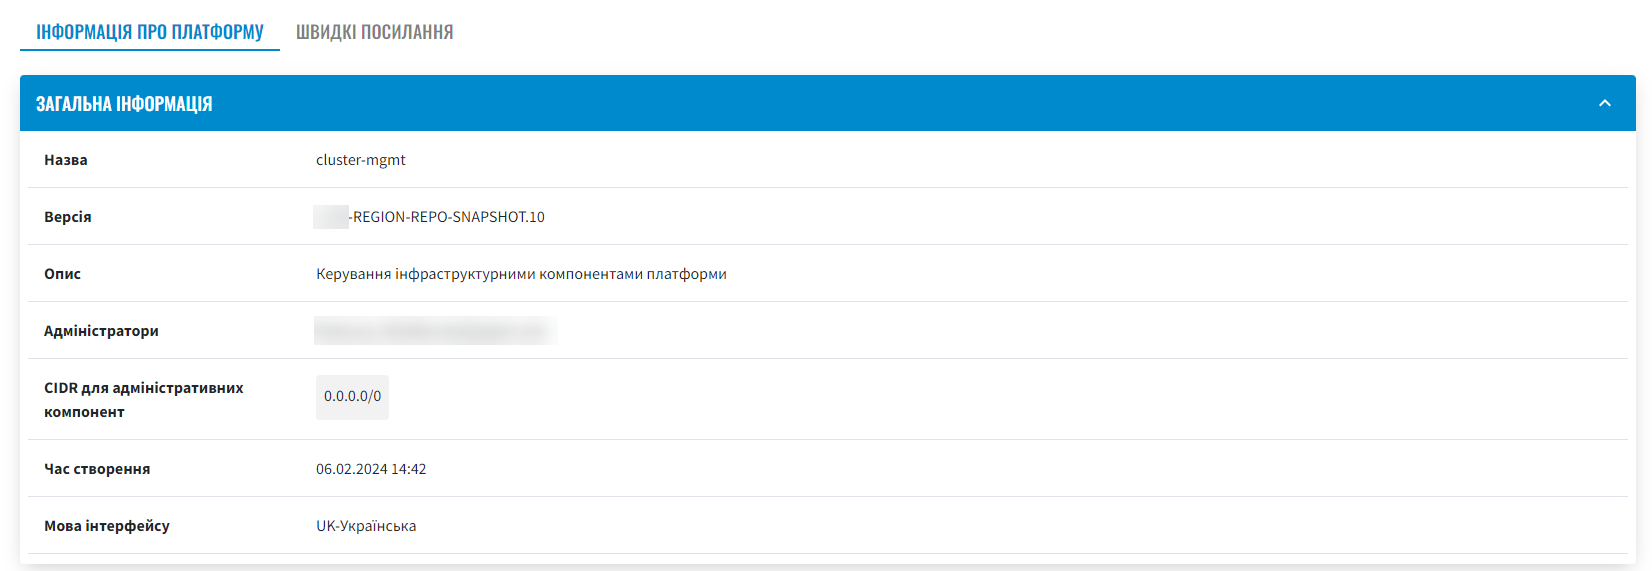 ІНФОРМАЦІЯ ПРО ПЛАТФОРМУ ШВИДКІ ПОСИЛАННЯ
ЗАГАЛЬНА ІНФОРМАЦІЯ
Назва cluster-mgmt
Версія -REGION-REPO-SNAPSHOT.10
Опис Керування інфраструктурними компонентами платформи
Адміністратори
CIDR для адміністративних
компонент 0.0.0.0/0
Час створення 06.02.2024 14:42
Мова інтерфейсу UK-Українська